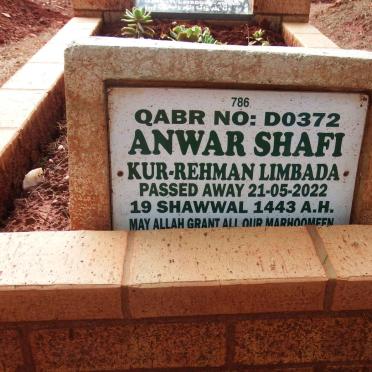 786
QABR NO: D0372
ANWAR SHAFI
KUR-REHMAN LIMBADA
PASSED AWAY 21-05-2022
19 SHAWWAL 1443 A.H.
MAY ALLAH GRANT ALL OUR MARHOOMEEN